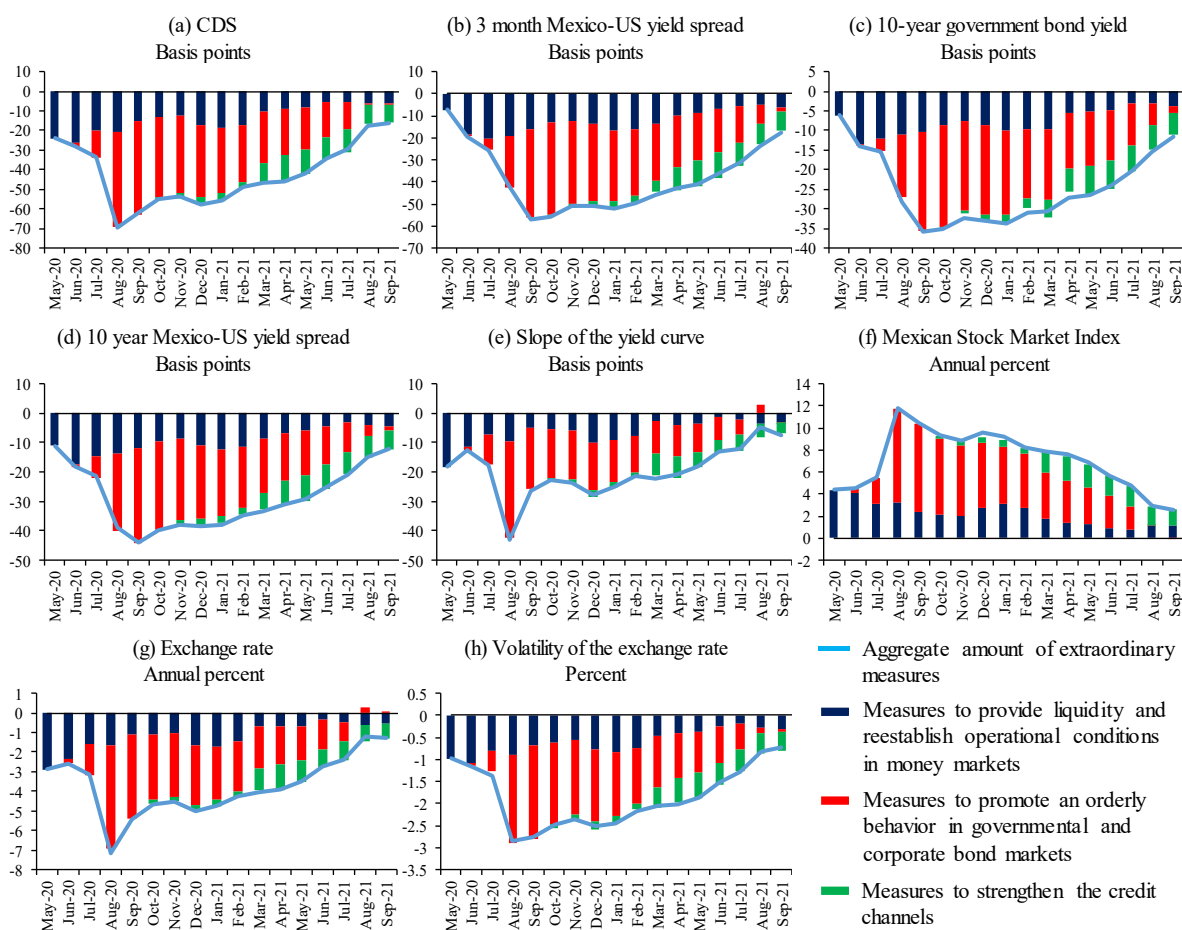 (a) CDS
Basis points
10
0
-10
-20
-30
-40
-50
-60
-70
-80
May-20
Jun-20
Jul-20
Aug-20
Sep-20
Oct-20
Nov-20
Dec-20
Jan-21
Feb-21
Mar-21
Apr-21
May-21
Jun-21
Jul-21
Aug-21
Sep-21
(b) 3 month Mexico-US yield spread
Basis points
10
0
-10
-20
-30
-40
-50
-60
-70
May-20
Jun-20
Jul-20
Aug-20
Sep-20
Oct-20
Nov-20
Dec-20
Jan-21
Feb-21
Mar-21
Apr-21
May-21
Jun-21
Jul-21
Aug-21
Sep-21
(c) 10-year government bond yield
Basis points
5
0
-5
-10
-15
-20
-25
-30
-35
-40
May-20
Jun-20
Jul-20
Aug-20
Sep-20
Oct-20
Nov-20
Dec-20
Jan-21
Feb-21
Mar-21
Apr-21
May-21
Jun-21
Jul-21
Aug-21
Sep-21
(d) 10 year Mexico-US yield spread
Basis points
10
0
-10
-20
-30
-40
-50
May-20
Jun-20
Jul-20
Aug-20
Sep-20
Oct-20
Nov-20
Dec-20
Jan-21
Feb-21
Mar-21
Apr-21
May-21
Jun-21
Jul-21
Aug-21
Sep-21
(e) Slope of the yield curve
Basis points
10
0
-10
-20
-30
-40
-50
May-20
Jun-20
Jul-20
Aug-20
Sep-20
Oct-20
Nov-20
Dec-20
Jan-21
Feb-21
Mar-21
Apr-21
May-21
Jun-21
Jul-21
Aug-21
Sep-21
(f) Mexican Stock Market Index
Annual percent
14
12
10
8
6
4
2
0
-2
May-20
Jun-20
Jul-20
Aug-20
Sep-20
Oct-20
Nov-20
Dec-20
Jan-21
Feb-21
Mar-21
Apr-21
May-21
Jun-21
Jul-21
Aug-21
Sep-21
(g) Exchange rate
Annual percent
1
0
-1
-2
-3
-4
-5
-6
-7
-8
May-20
Jun-20
Jul-20
Aug-20
Sep-20
Oct-20
Nov-20
Dec-20
Jan-21
Feb-21
Mar-21
Apr-21
May-21
Jun-21
Jul-21
Aug-21
Sep-21
(h) Volatility of the exchange rate
Percent
0.5
0
-0.5
-1
-1.5
-2
-2.5
-3
-3.5
May-20
Jun-20
Jul-20
Aug-20
Sep-20
Oct-20
Nov-20
Dec-20
Jan-21
Feb-21
Mar-21
Apr-21
May-21
Jun-21
Jul-21
Aug-21
Sep-21
Aggregate amount of extraordinary
measures
Measures to provide liquidity and
reestablish operational conditions
in money markets
Measures to promote an orderly
behavior in governmental and
corporate bond markets
Measures to strengthen the credit
channels